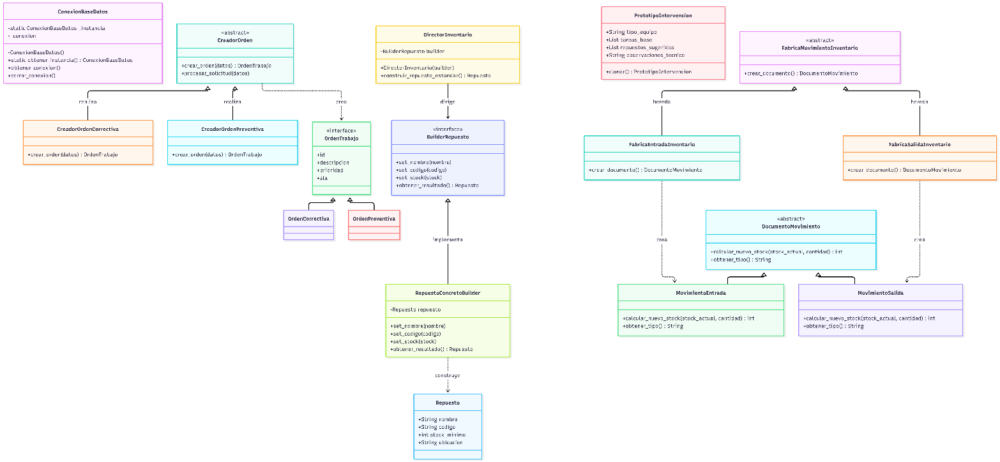 ConexionBaseDatos
-static ConexionBaseDatos _instancia
-_conexion
-ConexionBaseDatos()
+static obtener_instancia() : ConexionBaseDatos
+obtener_conexion()
+cerrar_conexion()
«abstract»
CreadorOrden
+crear_orden(datos) : OrdenTrabajo
+procesar_solicitud(datos)
realiza
realiza
crea
CreadorOrdenCorrectiva
+crear_orden(datos) : OrdenTrabajo
CreadorOrdenPreventiva
+crear_orden(datos) : OrdenTrabajo
«interface»
OrdenTrabajo
+id
+descripcion
+prioridad
+sla
OrdenCorrectiva
OrdenPreventiva
DirectorInventario
-BuilderRepuesto builder
+DirectorInventario(builder)
+construir_repuesto_estandar() : Repuesto
dirige
«interface»
BuilderRepuesto
+set_nombre(nombre)
+set_codigo(codigo)
+set_stock(stock)
+obtener_resultado() : Repuesto
implementa
RepuestoConcretoBuilder
-Repuesto repuesto
+set_nombre(nombre)
+set_codigo(codigo)
+set_stock(stock)
+obtener_resultado() : Repuesto
construye
Repuesto
+String nombre
+String codigo
+int stock_minimo
+String ubicacion
PrototipoIntervencion
+String tipo_equipo
+List tareas_base
+List repuestos_sugeridos
+String observaciones_tecnico
+clonar() : PrototipoIntervencion
«abstract»
FabricaMovimientoInventario
+crear_documento() : DocumentoMovimiento
hereda
hereda
FabricaEntradaInventario
+crear_documento() : DocumentoMovimiento
FabricaSalidaInventario
+crear_documento() : DocumentoMovimiento
crea
«abstract»
DocumentoMovimiento
+calcular_nuevo_stock(stock_actual, cantidad) : int
+obtener_tipo() : String
crea
MovimientoEntrada
+calcular_nuevo_stock(stock_actual, cantidad) : int
+obtener_tipo() : String
MovimientoSalida
+calcular_nuevo_stock(stock_actual, cantidad) : int
+obtener_tipo() : String